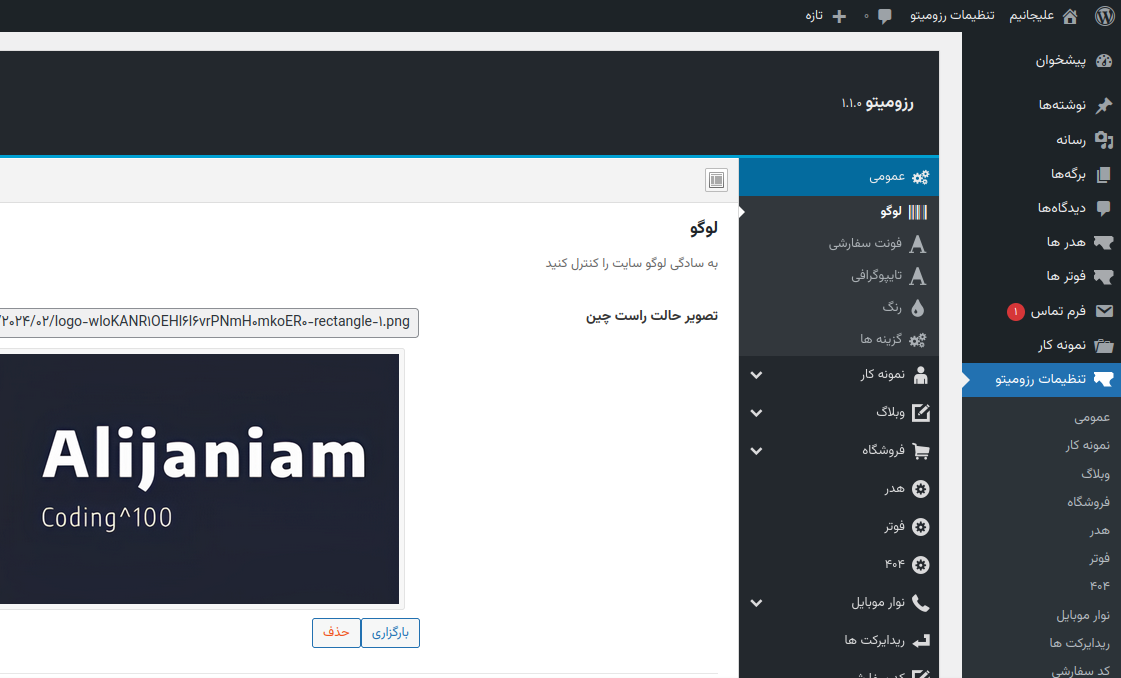 علیجانیم
تنظیمات رزومیتو
۰
تازه
پیشخوان
نوشته‌ها
رسانه
برگه‌ها
دیدگاه‌ها
هدر ها
فوتر ها
فرم تماس ۱
نمونه کار
تنظیمات رزومیتو
عمومی
نمونه کار
وبلاگ
فروشگاه
هدر
فوتر
۴۰۴
نوار موبایل
ریدایرکت ها
کد سفارشی
رزومیتو ۱.۱.۰
عمومی
لوگو
فونت سفارشی
تایپوگرافی
رنگ
گزینه ها
نمونه کار
وبلاگ
فروشگاه
هدر
فوتر
۴۰۴
نوار موبایل
ریدایرکت ها
کد سفارشی
لوگو
به سادگی لوگو سایت را کنترل کنید
تصویر حالت راست چین
/۲۰۲۴/۰۲/logo-wloKANR۱OEHl۶l۶vrPNmH۰mkoER۰-rectangle-۱.png
Alijaniam
Coding^100
بارگزاری
حذف